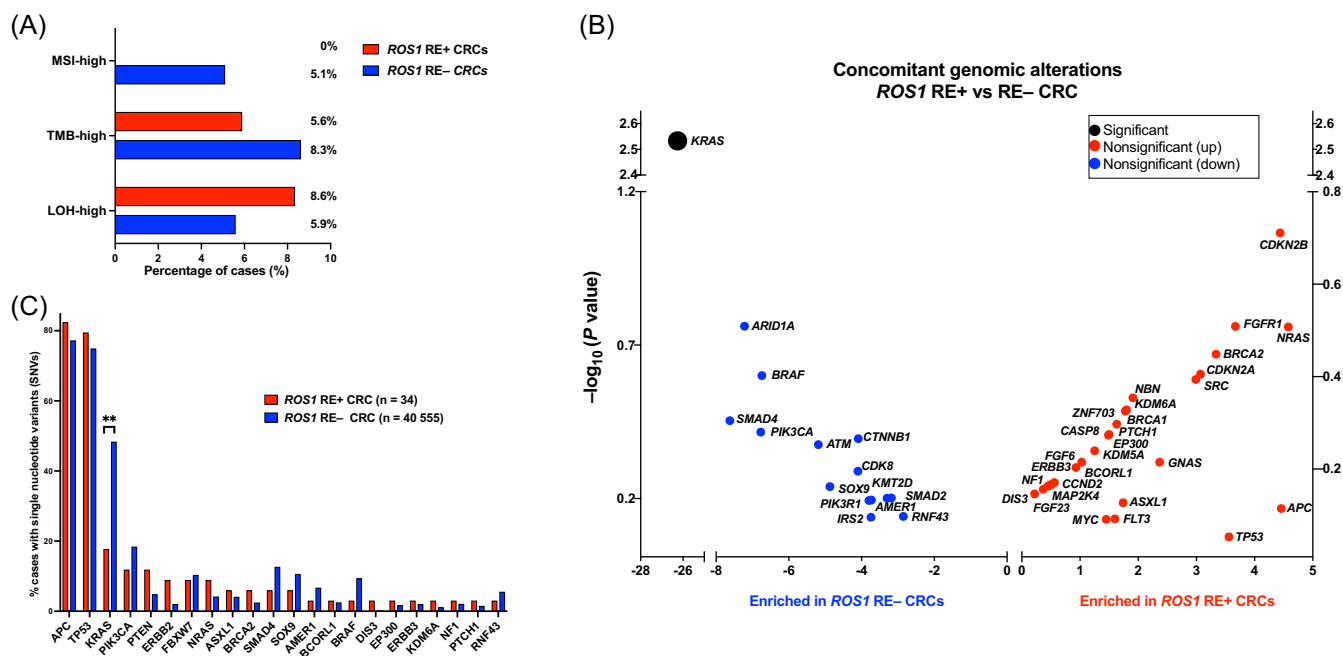 (A)
MSI-high
TMB-high
LOH-high
0%
5.1%
5.6%
8.3%
8.6%
5.9%
0 2 4 6 8 10
Percentage of cases (%)
ROS1 RE+ CRCs
ROS1 RE– CRCs
(B)
Concomitant genomic alterations
ROS1 RE+ vs RE– CRC
Significant
Nonsignificant (up)
Nonsignificant (down)
–log10 (P value)
2.6
2.5
2.4
1.2
0.7
0.2
2.6
2.5
2.4
0.8
0.6
0.4
0.2
KRAS
ARID1A
BRAF
SMAD4
PIK3CA
ATM
CTNNB1
CDK8
SOX9
KMT2D
PIK3R1
SMAD2
AMER1
IRS2
RNF43
CDKN2B
FGFR1
NRAS
BRCA2
CDKN2A
SRC
NBN
KDM6A
ZNF703
BRCA1
CASP8
PTCH1
EP300
KDM5A
FGF6
GNAS
ERBB3
BCORL1
NF1
CCND2
DIS3
MAP2K4
FGF23
ASXL1
APC
MYC
FLT3
TP53
-28 -26 -8 -6 -4 -2 0
0 1 2 3 4 5
Enriched in ROS1 RE– CRCs
Enriched in ROS1 RE+ CRCs
(C)
% cases with single nucleotide variants (SNVs)
80
60
40
20
0
**
ROS1 RE+ CRC (n = 34)
ROS1 RE– CRC (n = 40 555)
APC
TP53
KRAS
PIK3CA
PTEN
ERBB2
FBXW7
NRAS
ASXL1
BRCA2
SMAD4
SOX9
AMER1
BCORL1
BRAF
DIS3
EP300
ERBB3
KDM6A
NF1
PTCH1
RNF43